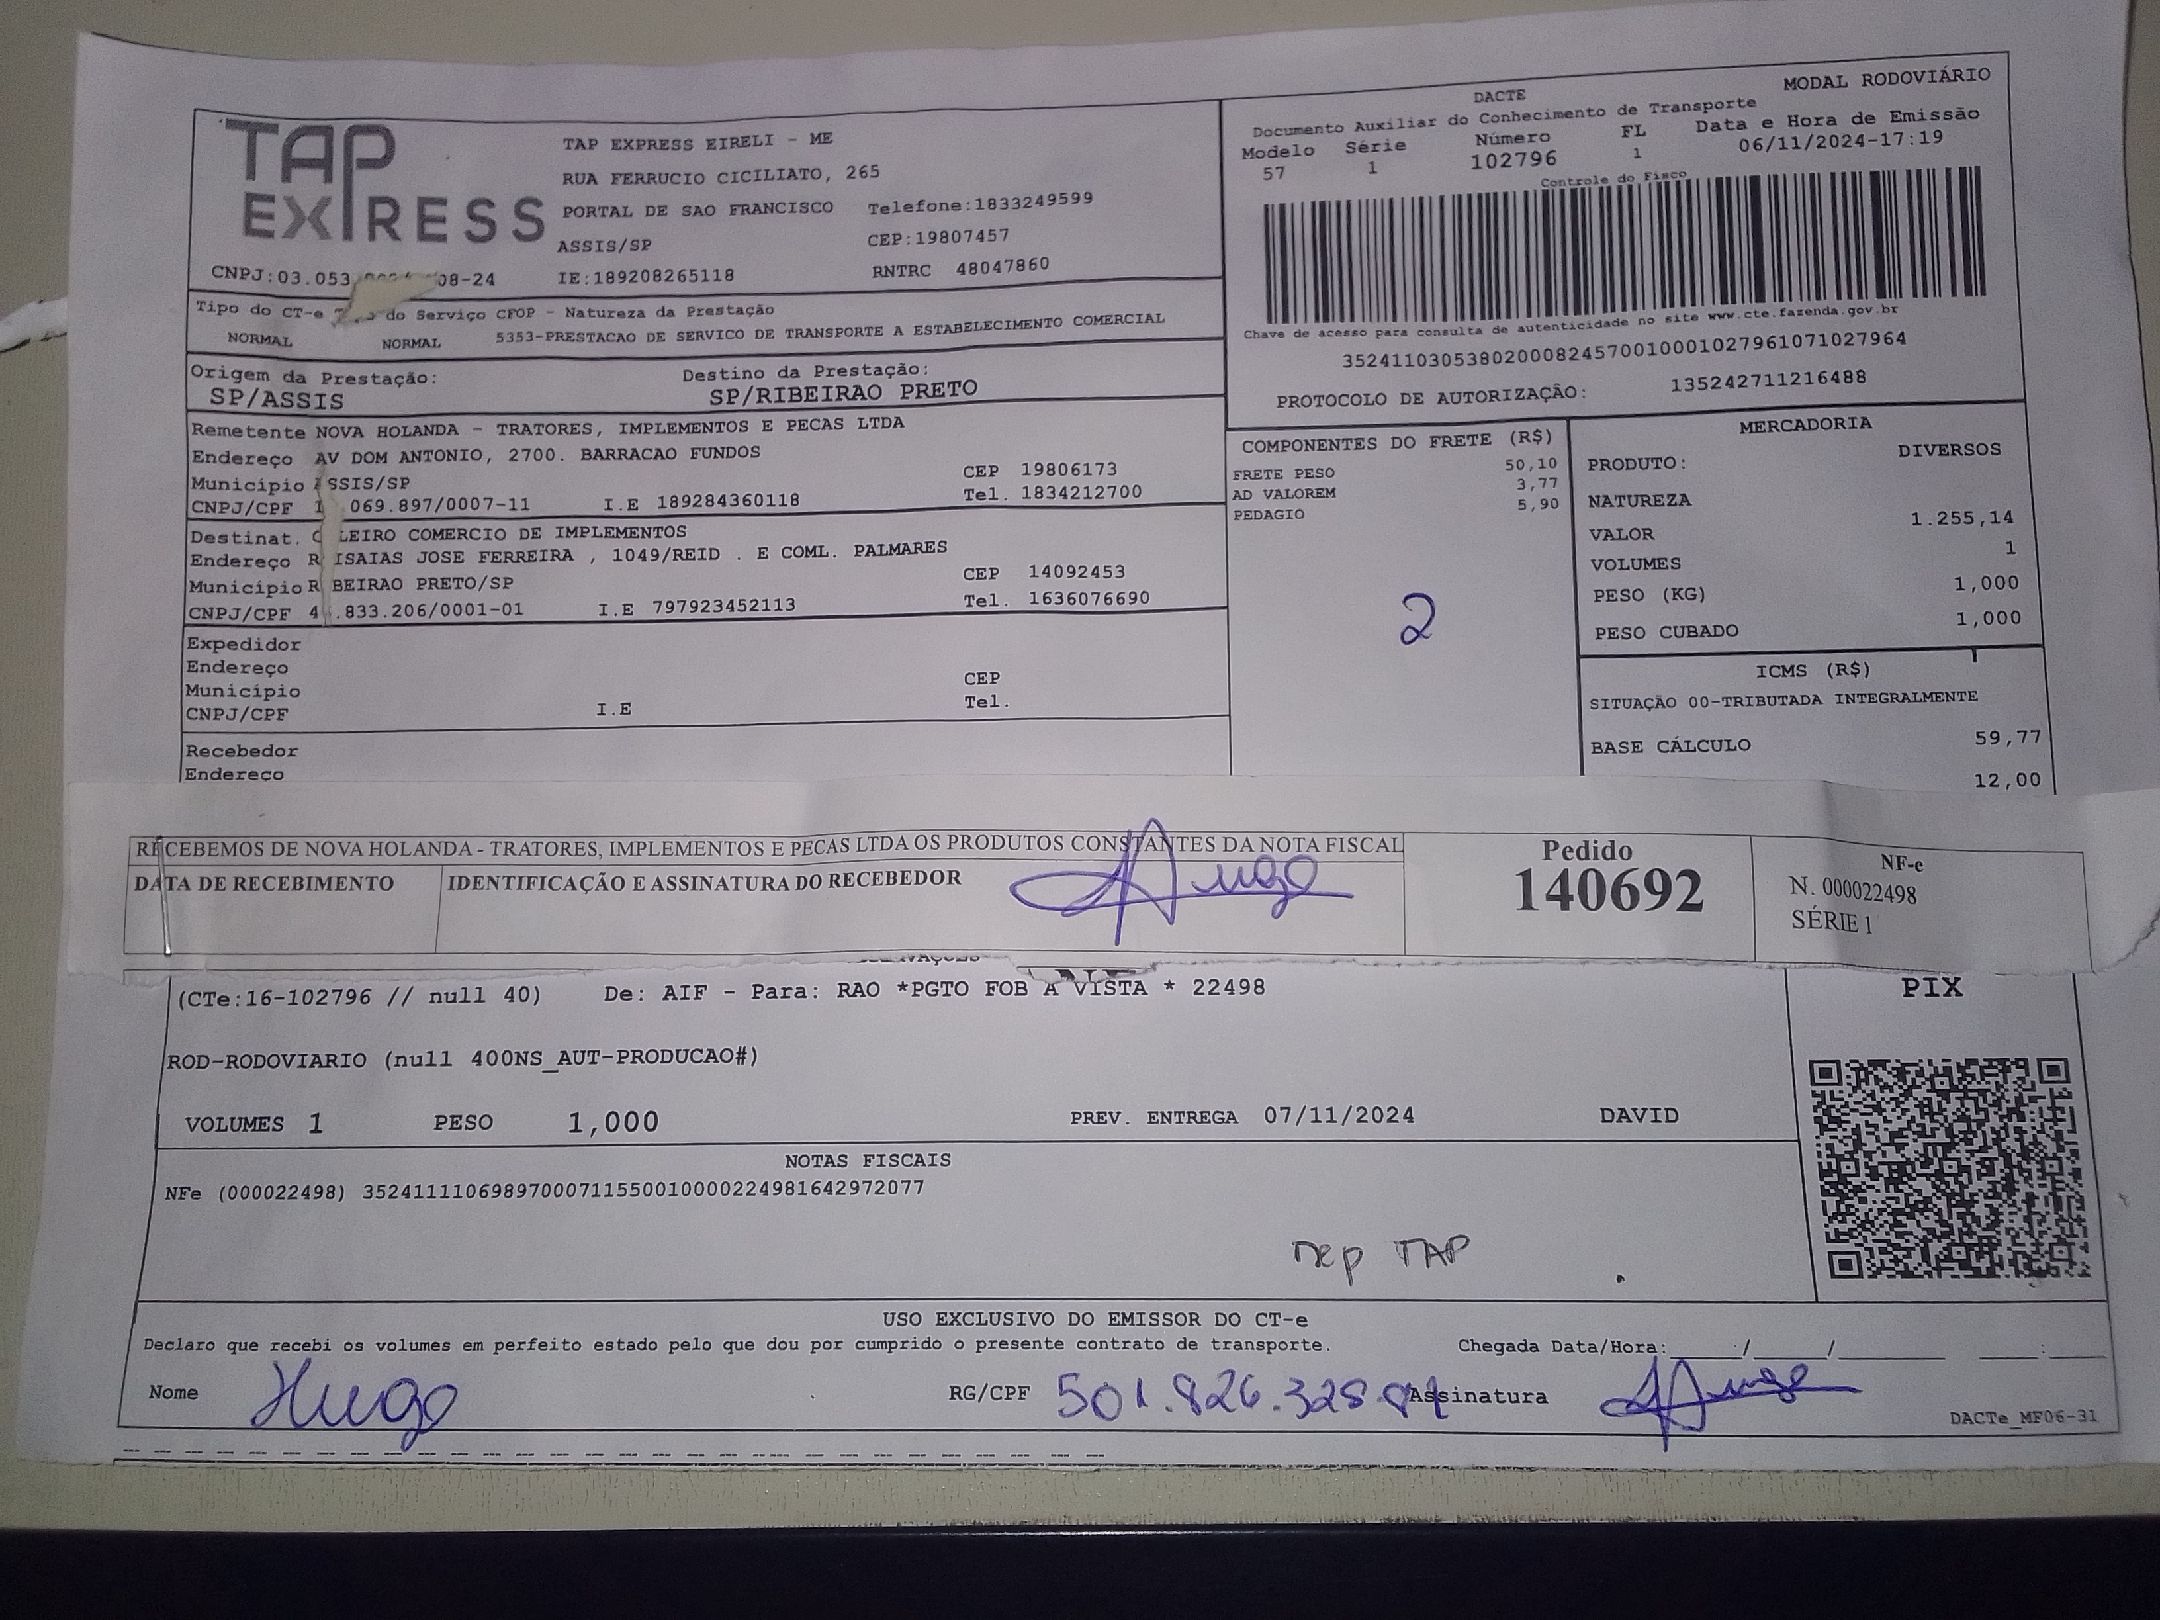 TAP EXPRESS
TAP EXPRESS EIRELI - ME
RUA FERRUCIO CICILIATO, 265
PORTAL DE SAO FRANCISCO Telefone:1833249599
ASSIS/SP CEP:19807457
CNPJ:03.053 08-24 IE:189208265118 RNTRC 48047860
Tipo do CT-e do Serviço CFOP - Natureza da Prestação
NORMAL NORMAL 5353-PRESTACAO DE SERVICO DE TRANSPORTE A ESTABELECIMENTO COMERCIAL
Origem da Prestação: Destino da Prestação:
SP/ASSIS SP/RIBEIRAO PRETO
Remetente NOVA HOLANDA - TRATORES, IMPLEMENTOS E PECAS LTDA
Endereço AV DOM ANTONIO, 2700. BARRACAO FUNDOS
CEP 19806173
Município ASSIS/SP
Tel. 1834212700
CNPJ/CPF 1 069.897/0007-11 I.E 189284360118
Destinat. C LEIRO COMERCIO DE IMPLEMENTOS
Endereço R ISAIAS JOSE FERREIRA , 1049/REID . E COML. PALMARES
CEP 14092453
Município R BEIRAO PRETO/SP
Tel. 1636076690
CNPJ/CPF 4 .833.206/0001-01 I.E 797923452113
Expedidor
Endereço
Município CEP
CNPJ/CPF I.E Tel.
Recebedor
Endereço
MODAL RODOVIÁRIO
DACTE
Documento Auxiliar do Conhecimento de Transporte
Modelo Série Número FL Data e Hora de Emissão
57 1 102796 1 06/11/2024-17:19
Controle do Fisco
Chave de acesso para consulta de autenticidade no site www.cte.fazenda.gov.br
35241103053802000824570010001027961071027964
PROTOCOLO DE AUTORIZAÇÃO: 135242711216488
COMPONENTES DO FRETE (R$)
FRETE PESO 50,10
AD VALOREM 3,77
PEDAGIO 5,90
2
MERCADORIA
PRODUTO: DIVERSOS
NATUREZA
VALOR 1.255,14
VOLUMES 1
PESO (KG) 1,000
PESO CUBADO 1,000
ICMS (R$)
SITUAÇÃO 00-TRIBUTADA INTEGRALMENTE
BASE CÁLCULO 59,77
12,00
RECEBEMOS DE NOVA HOLANDA - TRATORES, IMPLEMENTOS E PECAS LTDA OS PRODUTOS CONSTANTES DA NOTA FISCAL
DATA DE RECEBIMENTO IDENTIFICAÇÃO E ASSINATURA DO RECEBEDOR
Hugo
Pedido
140692
NF-e
N. 000022498
SÉRIE 1
(CTe:16-102796 // null 40) De: AIF - Para: RAO *PGTO FOB A VISTA * 22498
PIX
ROD-RODOVIARIO (null 400NS_AUT-PRODUCAO#)
VOLUMES 1 PESO 1,000 PREV. ENTREGA 07/11/2024 DAVID
NOTAS FISCAIS
NFe (000022498) 35241111069897000711550010000224981642972077
TAP
USO EXCLUSIVO DO EMISSOR DO CT-e
Declaro que recebi os volumes em perfeito estado pelo que dou por cumprido o presente contrato de transporte. Chegada Data/Hora: / / :
Nome Hugo RG/CPF 501.826.328 Assinatura Hugo
DACTe_MF06-31